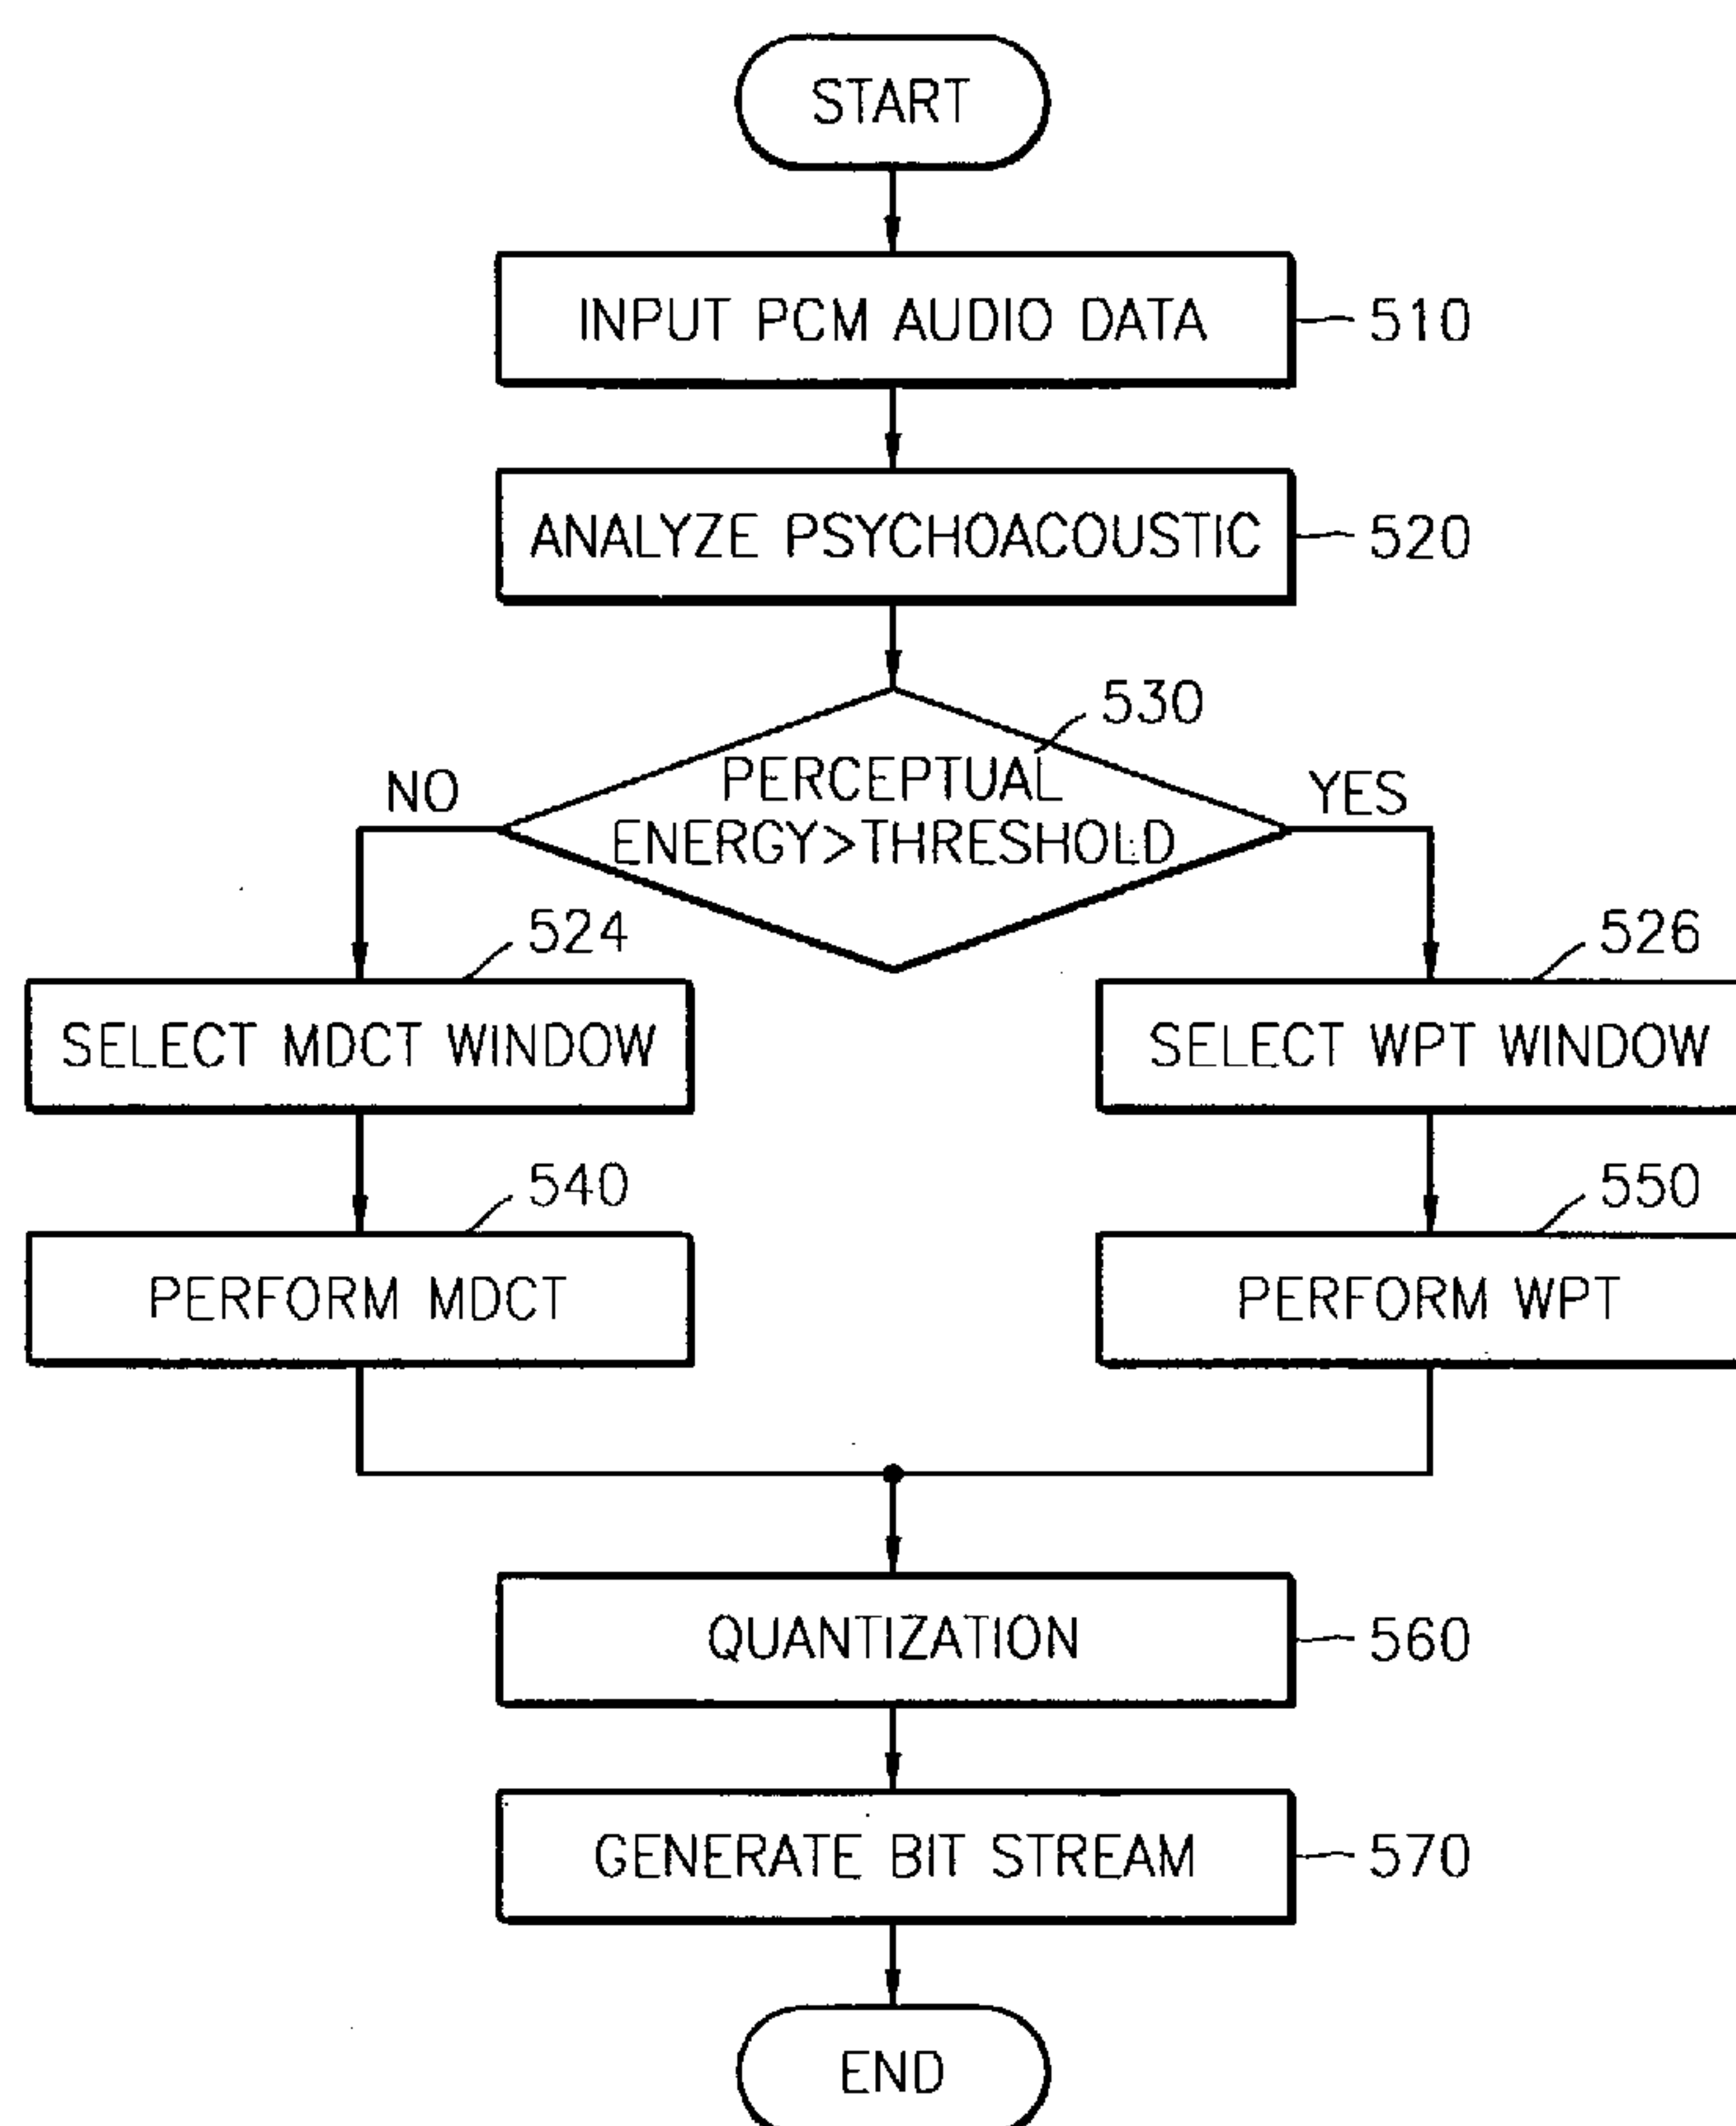 START
INPUT PCM AUDIO DATA
510
ANALYZE PSYCHOACOUSTIC
520
530
PERCEPTUAL
ENERGY>THRESHOLD
NO
YES
524
526
SELECT MDCT WINDOW
SELECT WPT WINDOW
540
550
PERFORM MDCT
PERFORM WPT
QUANTIZATION
560
GENERATE BIT STREAM
570
END